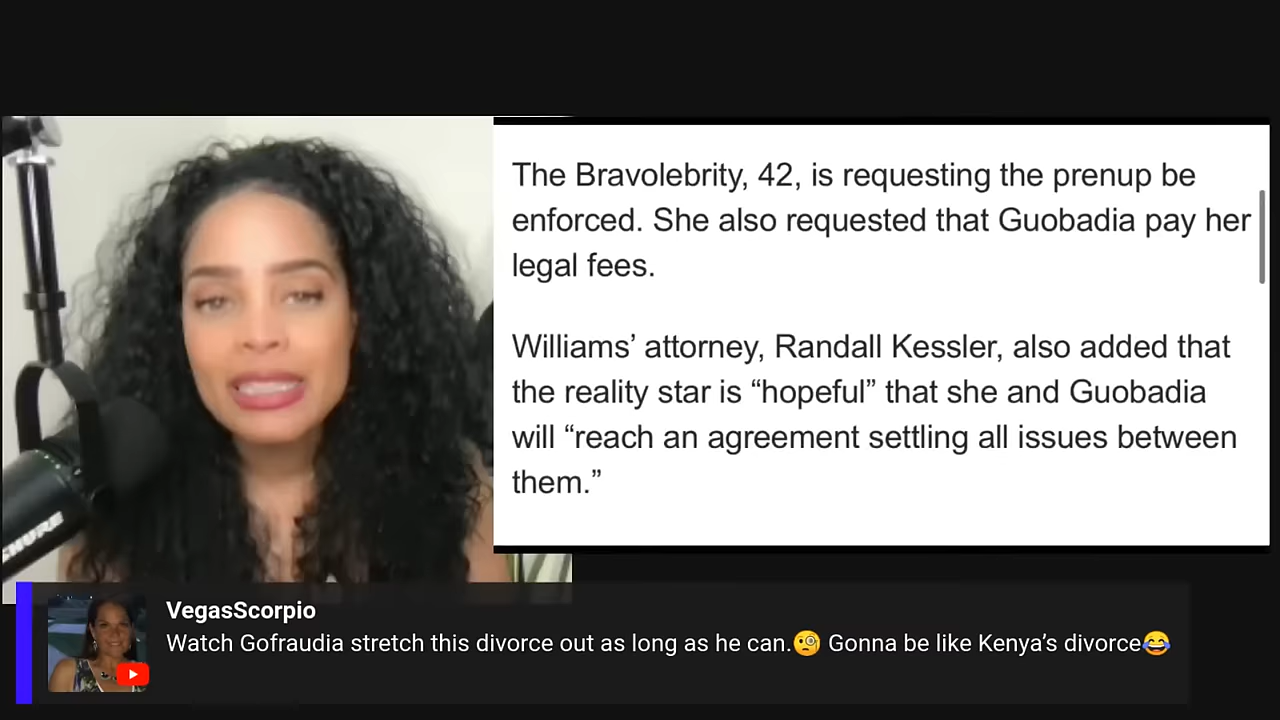 The Bravolebrity, 42, is requesting the prenup be
enforced. She also requested that Guobadia pay her
legal fees.
Williams’ attorney, Randall Kessler, also added that
the reality star is “hopeful” that she and Guobadia
will “reach an agreement settling all issues between
them.”
SHURE
VegasScorpio
Watch Gofraudia stretch this divorce out as long as he can.🧐 Gonna be like Kenya’s divorce😂